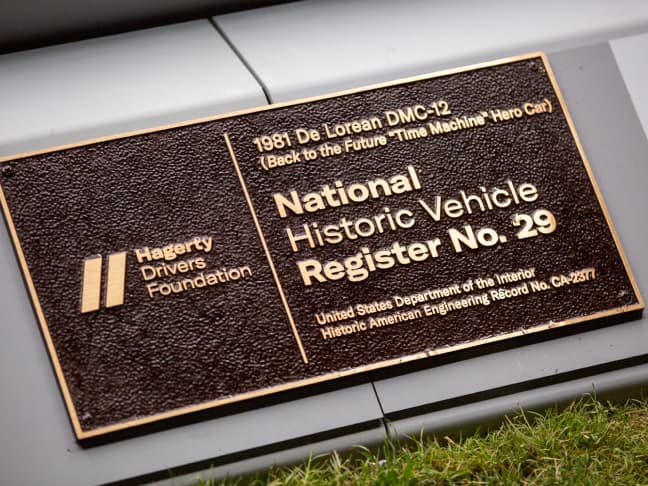 1981 De Lorean DMC-12
(Back to the Future "Time Machine" Hero Car)
National
Historic Vehicle
Register No. 29
United States Department of the Interior
Historic American Engineering Record No. CA-2377
Hagerty
Drivers
Foundation